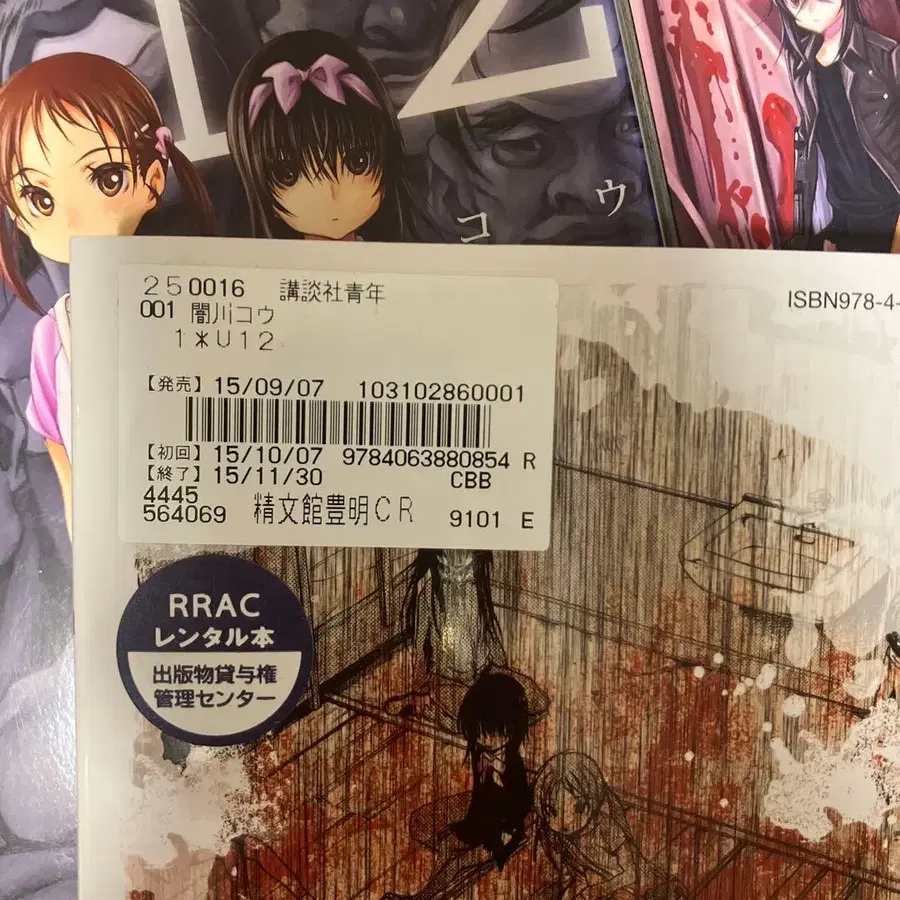 12
コウ
ISBN978-4-
250016 講談社青年
001 闇川コウ
1*U12
【発売】15/09/07 103102860001
【初回】15/10/07 9784063880854 R
【終了】15/11/30 CBB
4445
564069 精文館豊明CR 9101 E
RRAC
レンタル本
出版物貸与権
管理センター